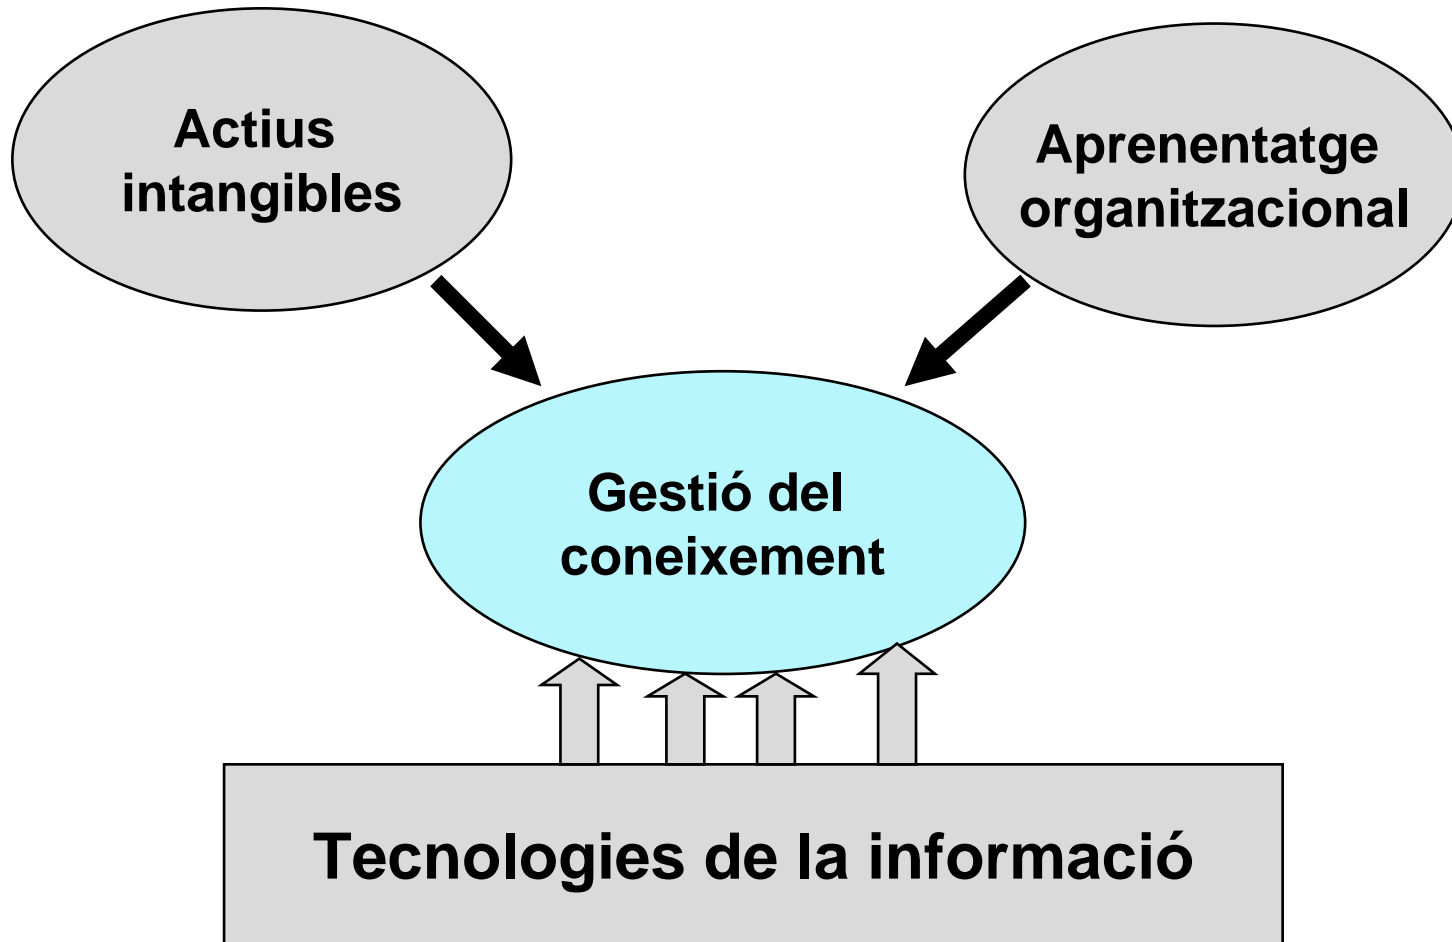 Actius
intangibles
Aprenentatge
organitzacional
Gestió del
coneixement
Tecnologies de la informació